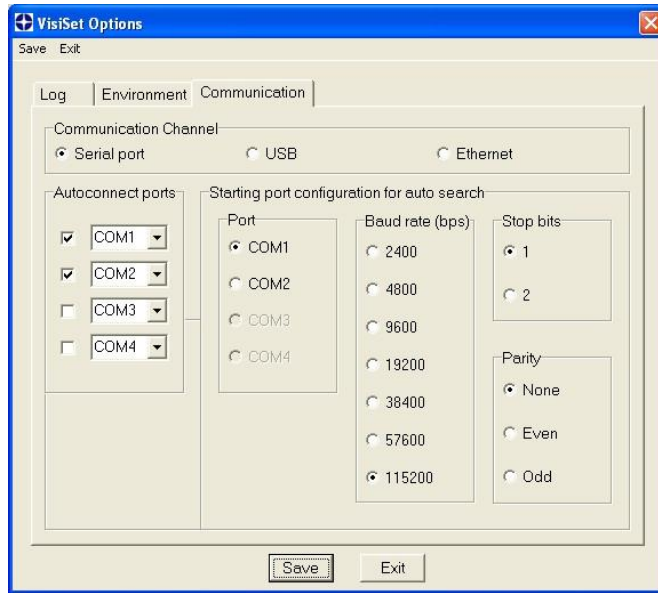 VisiSet Options
Save Exit
Log Environment Communication
Communication Channel
Serial port USB Ethernet
Autoconnect ports
COM1
COM2
COM3
COM4
Starting port configuration for auto search
Port
COM1
COM2
COM3
COM4
Baud rate (bps)
2400
4800
9600
19200
38400
57600
115200
Stop bits
1
2
Parity
None
Even
Odd
Save Exit